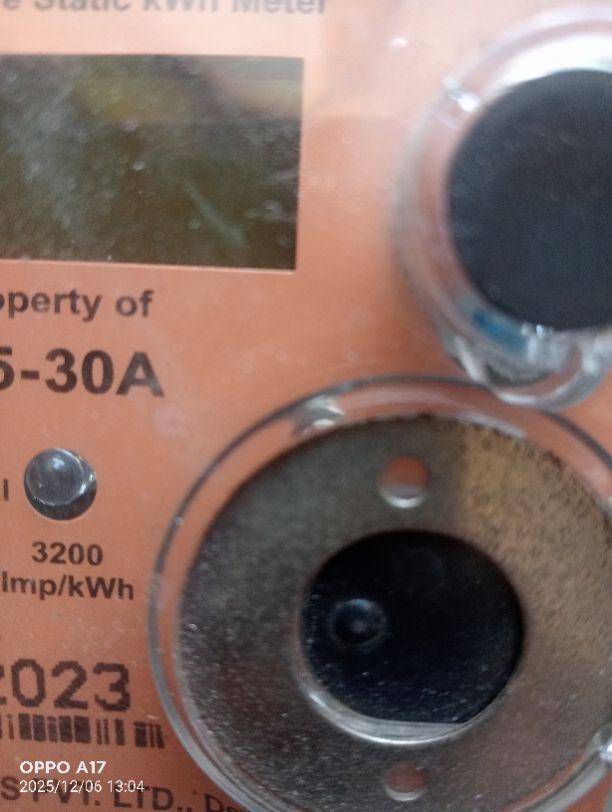 e Static kWh Meter
operty of
5-30A
3200
Imp/kWh
2023
OPPO A17
2025/12/06 13:04
PVT. LTD.,